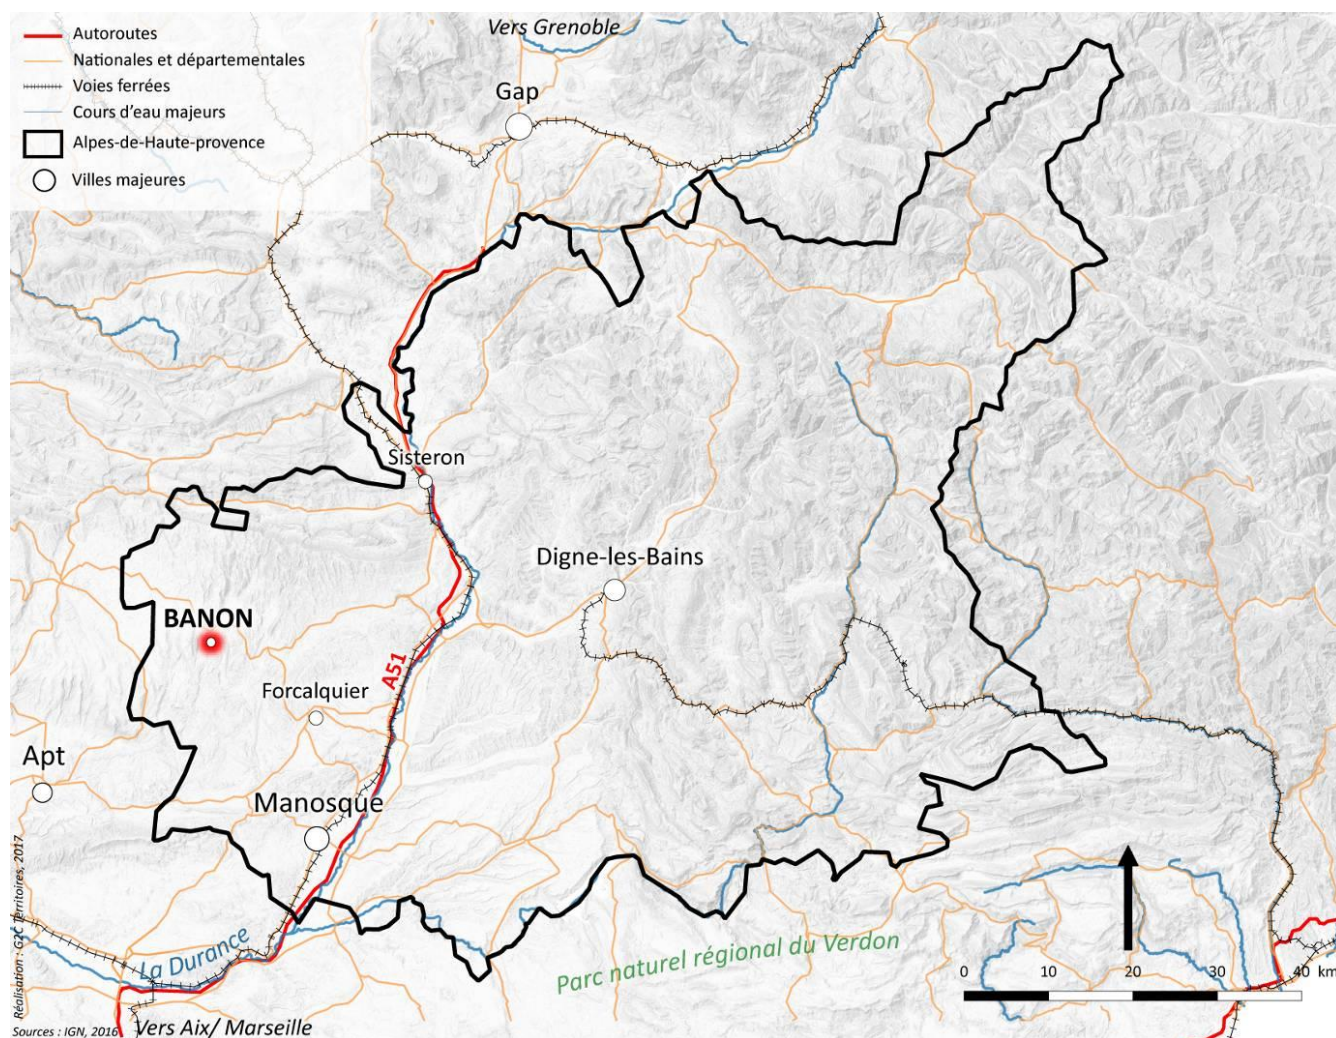 Autoroutes
Nationales et départementales
Voies ferrées
Cours d'eau majeurs
Alpes-de-Haute-provence
Villes majeures
Vers Grenoble
Gap
Sisteron
Digne-les-Bains
BANON
A51
Forcalquier
Apt
Manosque
La Durance
Parc naturel régional du Verdon
0 10 20 30 40 km
Réalisation : G2C Territoires, 2017
Sources : IGN, 2016
Vers Aix/ Marseille